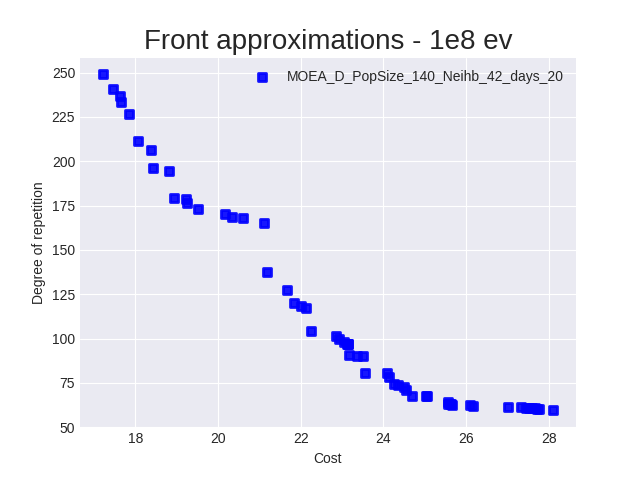 Front approximations - 1e8 ev
MOEA_D_PopSize_140_Neihb_42_days_20
Degree of repetition
250
225
200
175
150
125
100
75
50
18 20 22 24 26 28
Cost